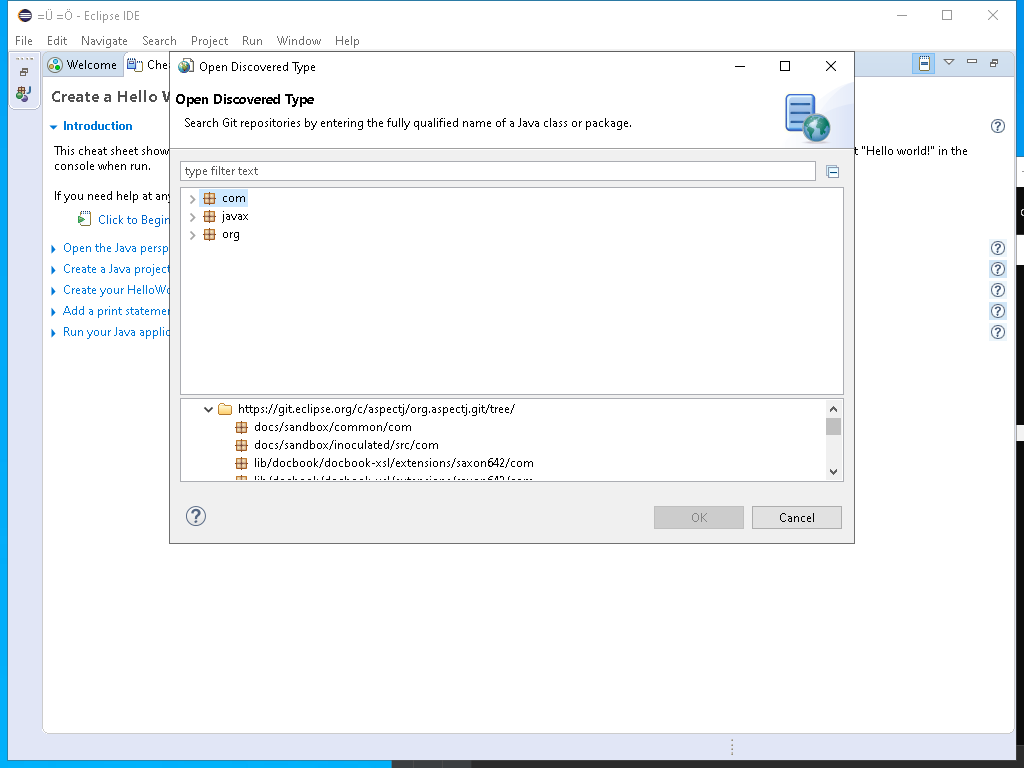 =Ü =Ö - Eclipse IDE
File Edit Navigate Search Project Run Window Help
Welcome
Che
Create a Hello W
Introduction
This cheat sheet show
t "Hello world!" in the
console when run.
If you need help at any
Click to Begin
Open the Java persp
Create a Java project
Create your HelloWo
Add a print statemen
Run your Java applic
Open Discovered Type
Open Discovered Type
Search Git repositories by entering the fully qualified name of a Java class or package.
type filter text
com
javax
org
https://git.eclipse.org/c/aspectj/org.aspectj.git/tree/
docs/sandbox/common/com
docs/sandbox/inoculated/src/com
lib/docbook/docbook-xsl/extensions/saxon642/com
OK
Cancel